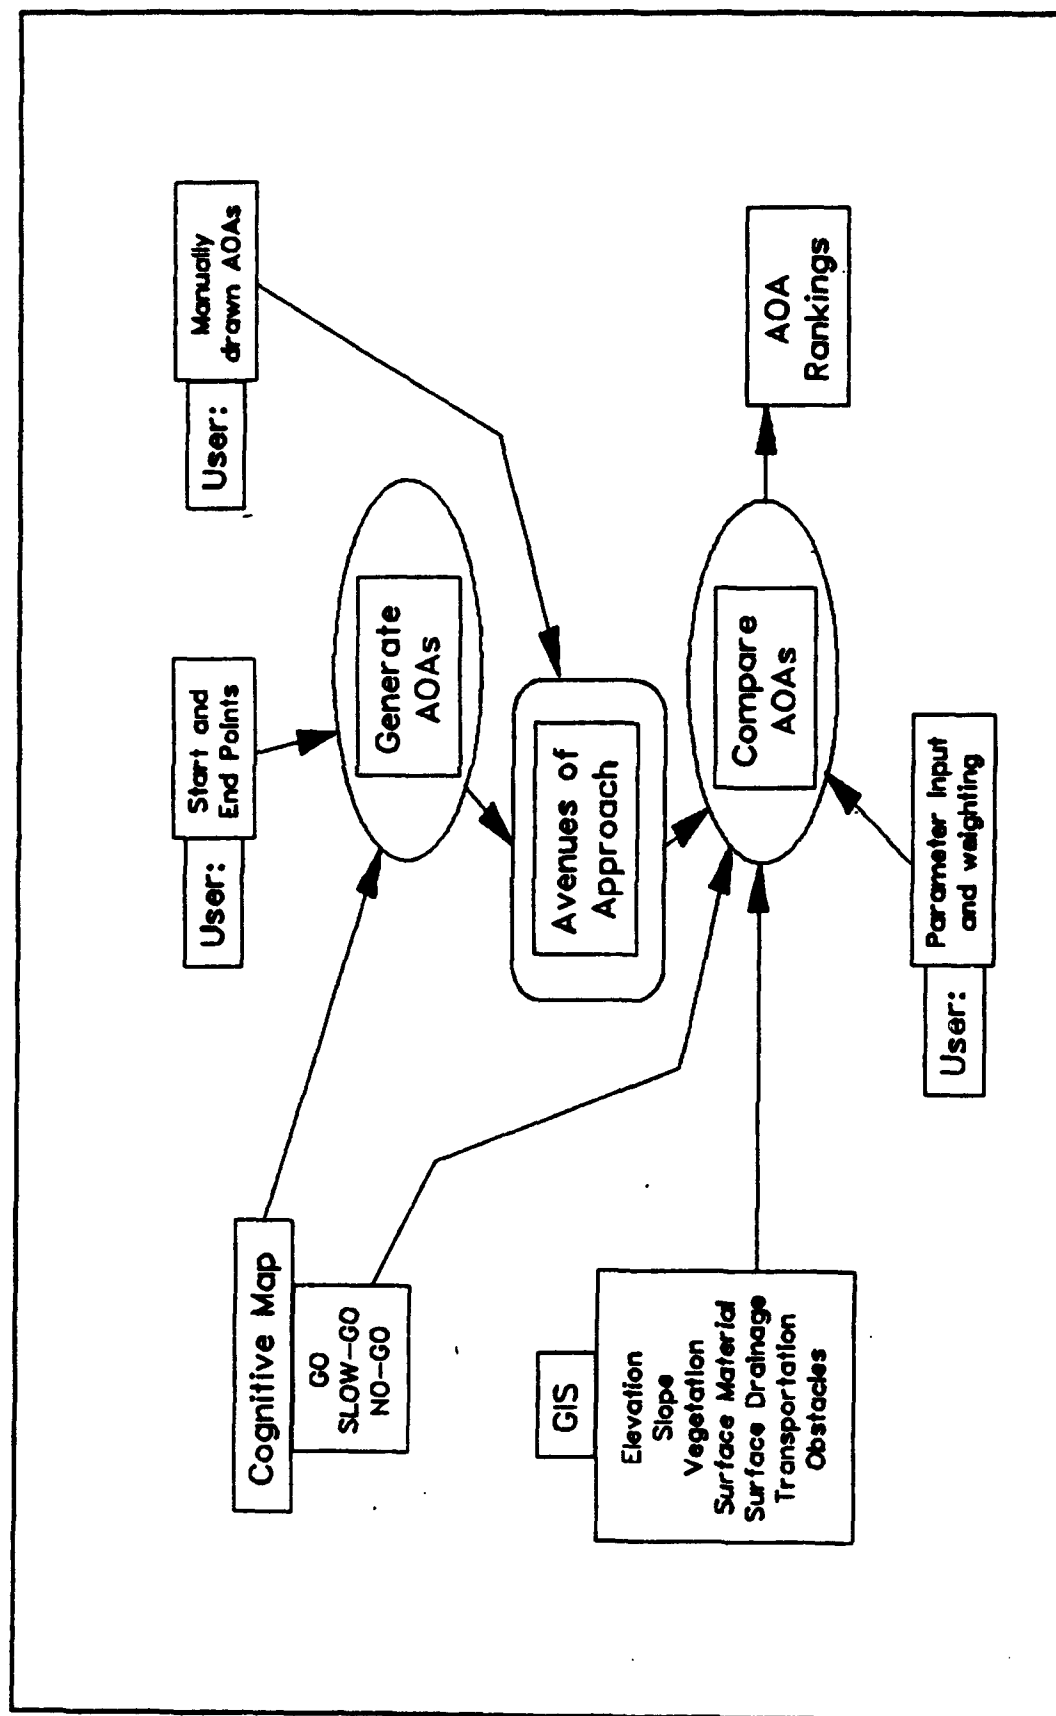 User:
Start and
End Points
User:
Manually
drawn AOAs
Cognitive Map
GO
SLOW-GO
NO-GO
Generate
AOAs
Avenues of
Approach
GIS
Elevation
Slope
Vegetation
Surface Material
Surface Drainage
Transportation
Obstacles
Compare
AOAs
AOA
Rankings
User:
Parameter Input
and weighting